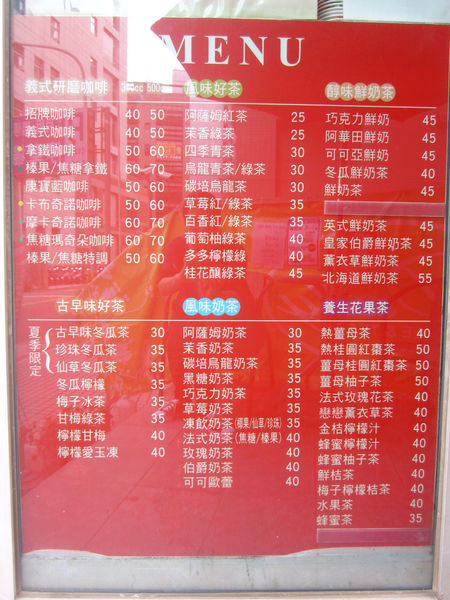 MENU
義式研磨咖啡 360cc 500cc
招牌咖啡 40 50
義式咖啡 40 50
拿鐵咖啡 50 60
榛果/焦糖拿鐵 60 70
康寶藍咖啡 50 60
卡布奇諾咖啡 50 60
摩卡奇諾咖啡 60 70
焦糖瑪奇朵咖啡 60 70
榛果/焦糖特調 50 60
風味好茶
阿薩姆紅茶 25
茉香綠茶 25
四季青茶 30
烏龍青茶/綠茶 30
碳培烏龍茶 30
草莓紅/綠茶 35
百香紅/綠茶 35
葡萄柚綠茶 40
多多檸檬綠 40
桂花釀綠茶 45
醇味鮮奶茶
巧克力鮮奶 45
阿華田鮮奶 45
可可亞鮮奶 45
冬瓜鮮奶茶 40
鮮奶茶 45
英式鮮奶茶 45
皇家伯爵鮮奶茶 45
薰衣草鮮奶茶 45
北海道鮮奶茶 55
古早味好茶
夏季限定
古早味冬瓜茶 30
珍珠冬瓜茶 35
仙草冬瓜茶 35
冬瓜檸檬 35
梅子冰茶 35
甘梅綠茶 35
檸檬甘梅 40
檸檬愛玉凍 40
風味奶茶
阿薩姆奶茶 30
茉香奶茶 35
碳培烏龍奶茶 35
黑糖奶茶 35
巧克力奶茶 35
草莓奶茶 35
凍飲奶茶(椰果/仙草/珍珠) 35
法式奶茶(焦糖/榛果) 40
玫瑰奶茶 40
伯爵奶茶 40
可可歐蕾 40
養生花果茶
熱薑母茶 40
熱桂圓紅棗茶 50
薑母桂圓紅棗茶 50
薑母柚子茶 50
法式玫瑰花茶 40
戀戀薰衣草茶 40
金桔檸檬汁 40
蜂蜜檸檬汁 40
蜂蜜柚子茶 40
鮮桔茶 40
梅子檸檬桔茶 40
水果茶 40
蜂蜜茶 35